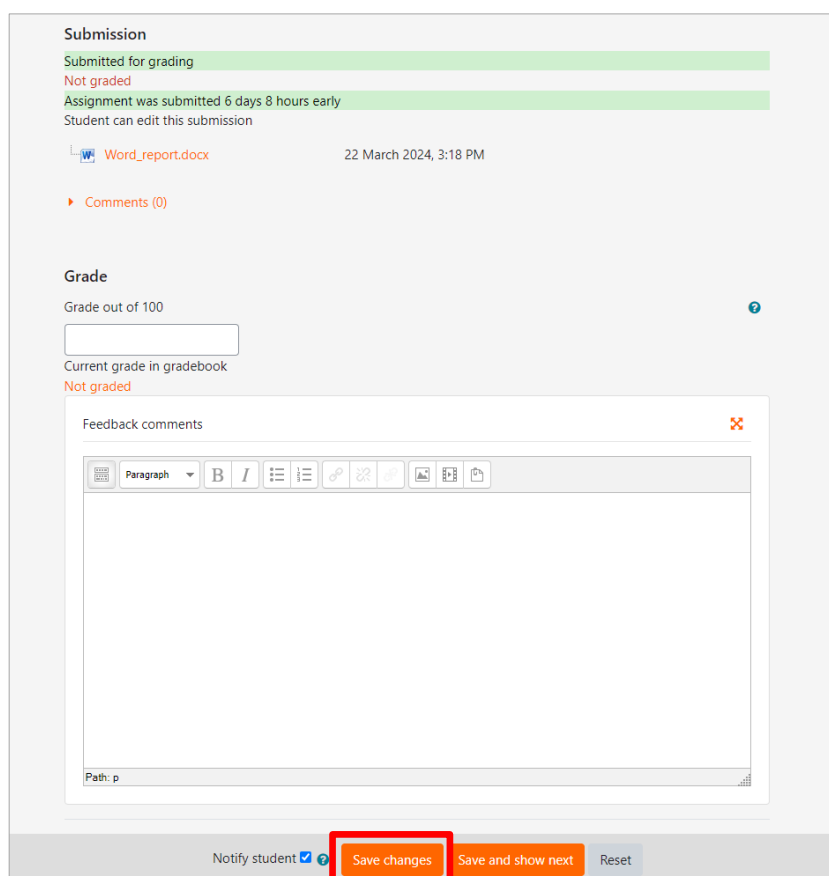 Submission
Submitted for grading
Not graded
Assignment was submitted 6 days 8 hours early
Student can edit this submission
Word_report.docx 22 March 2024, 3:18 PM
Comments (0)
Grade
Grade out of 100
Current grade in gradebook
Not graded
Feedback comments
Paragraph B I
Path: p
Notify student Save changes Save and show next Reset